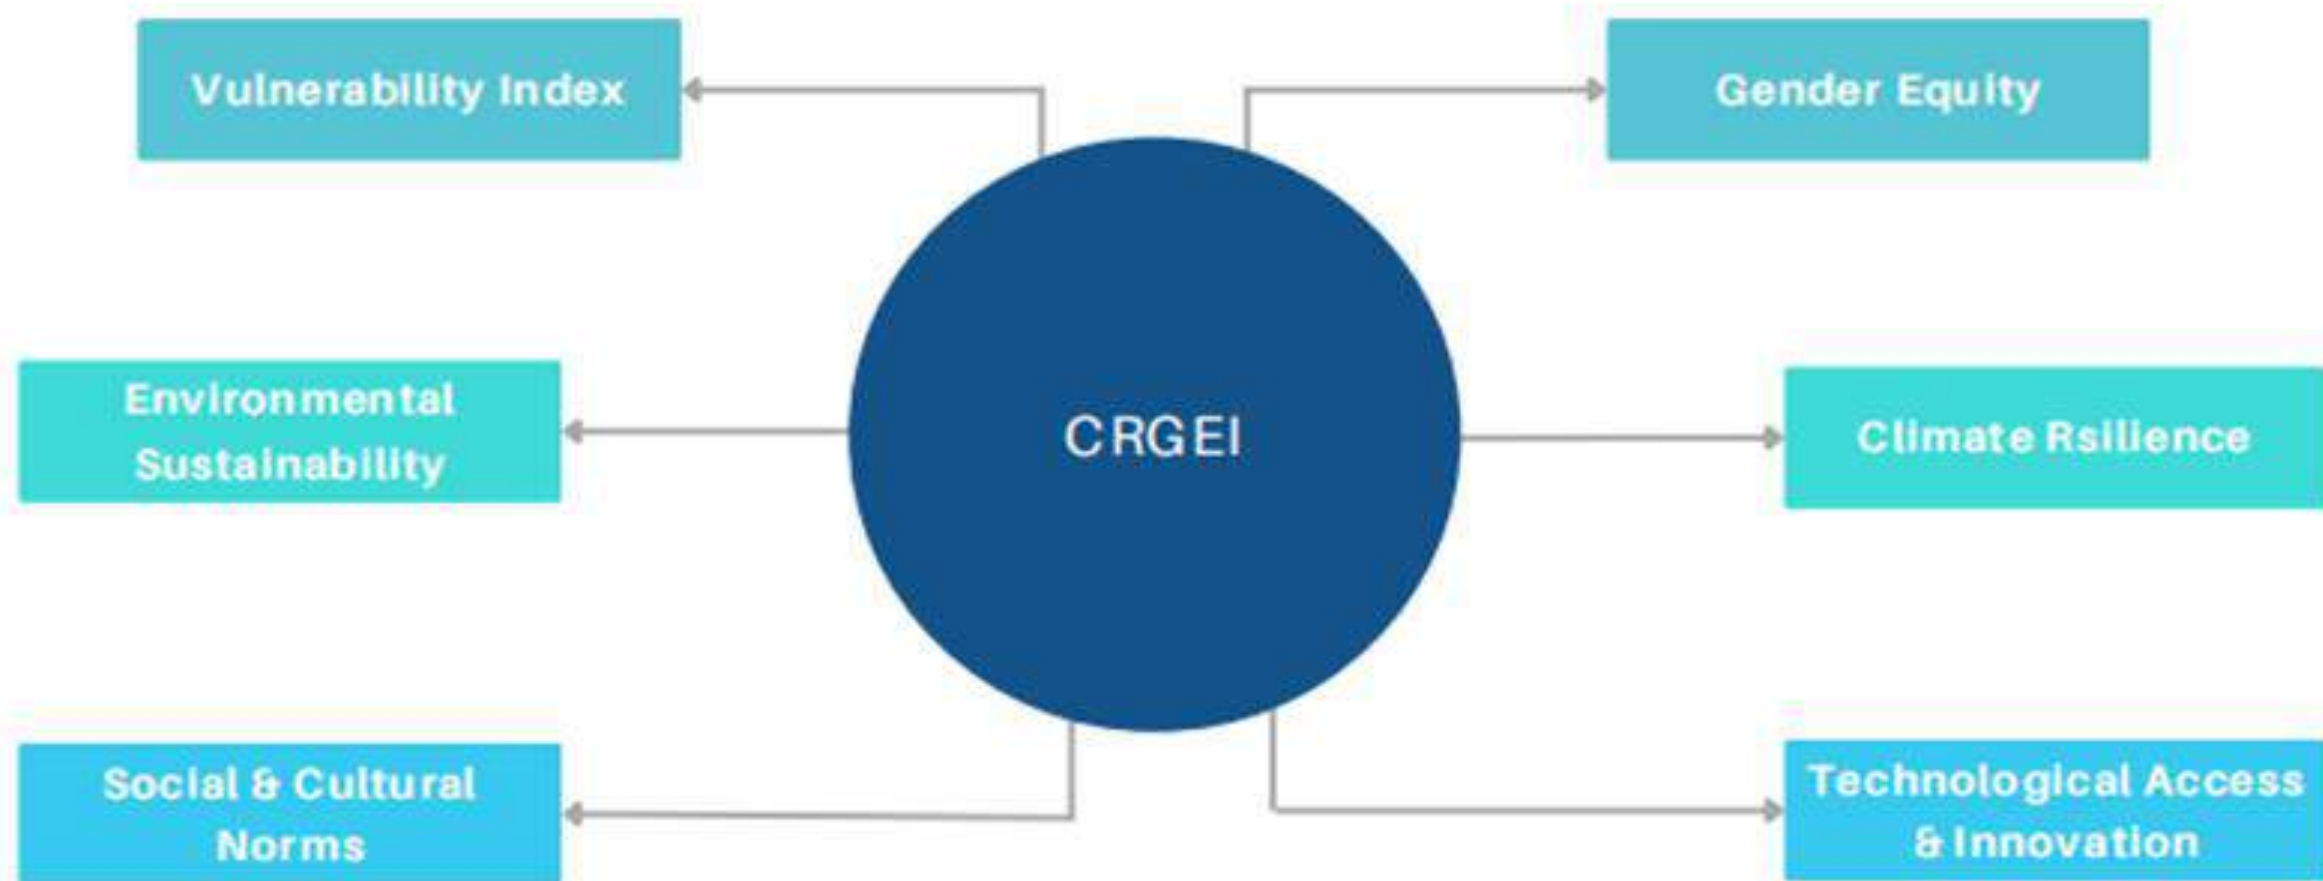 Vulnerability Index
Gender Equity
Environmental
Sustainability
CRGEI
Climate Rsilience
Social & Cultural
Norms
Technological Access
& Innovation